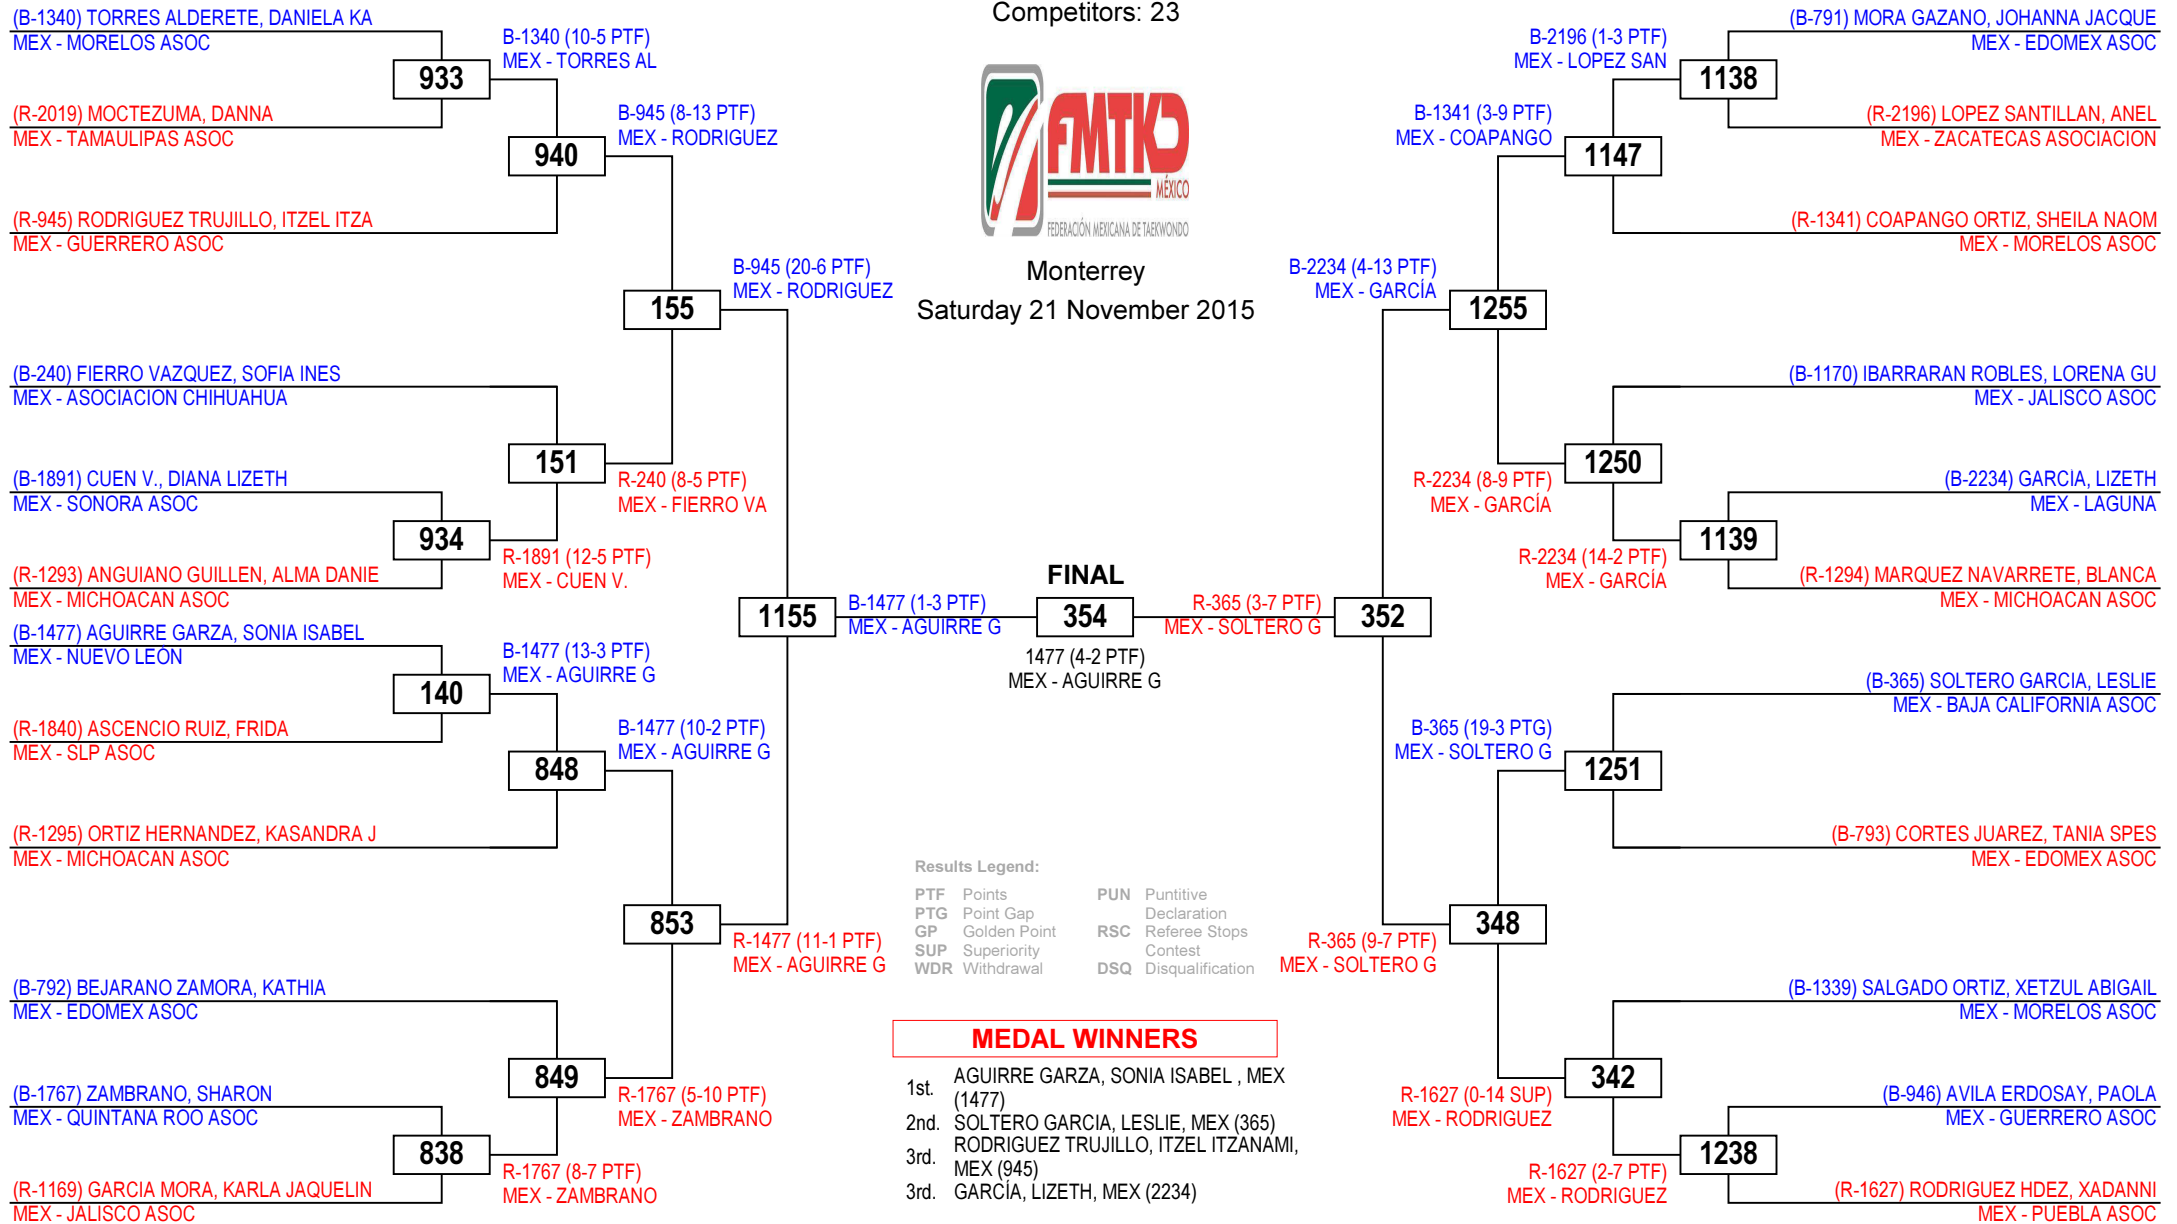 Competitors: 23
FMTKD
MÉXICO
FEDERACIÓN MEXICANA DE TAEKWONDO
Monterrey
Saturday 21 November 2015
(B-1340) TORRES ALDERETE, DANIELA KA
MEX - MORELOS ASOC
(R-2019) MOCTEZUMA, DANNA
MEX - TAMAULIPAS ASOC
(R-945) RODRIGUEZ TRUJILLO, ITZEL ITZA
MEX - GUERRERO ASOC
(B-240) FIERRO VAZQUEZ, SOFIA INES
MEX - ASOCIACION CHIHUAHUA
(B-1891) CUEN V., DIANA LIZETH
MEX - SONORA ASOC
(R-1293) ANGUIANO GUILLEN, ALMA DANIE
MEX - MICHOACAN ASOC
(B-1477) AGUIRRE GARZA, SONIA ISABEL
MEX - NUEVO LEÓN
(R-1840) ASCENCIO RUIZ, FRIDA
MEX - SLP ASOC
(R-1295) ORTIZ HERNANDEZ, KASANDRA J
MEX - MICHOACAN ASOC
(B-792) BEJARANO ZAMORA, KATHIA
MEX - EDOMEX ASOC
(B-1767) ZAMBRANO, SHARON
MEX - QUINTANA ROO ASOC
(R-1169) GARCIA MORA, KARLA JAQUELIN
MEX - JALISCO ASOC
933
B-1340 (10-5 PTF)
MEX - TORRES AL
934
R-1891 (12-5 PTF)
MEX - CUEN V.
140
B-1477 (13-3 PTF)
MEX - AGUIRRE G
838
R-1767 (8-7 PTF)
MEX - ZAMBRANO
940
B-945 (8-13 PTF)
MEX - RODRIGUEZ
151
R-240 (8-5 PTF)
MEX - FIERRO VA
848
B-1477 (10-2 PTF)
MEX - AGUIRRE G
849
R-1767 (5-10 PTF)
MEX - ZAMBRANO
155
B-945 (20-6 PTF)
MEX - RODRIGUEZ
853
R-1477 (11-1 PTF)
MEX - AGUIRRE G
1155
B-1477 (1-3 PTF)
MEX - AGUIRRE G
FINAL
354
1477 (4-2 PTF)
MEX - AGUIRRE G
R-365 (3-7 PTF)
MEX - SOLTERO G
352
B-2234 (4-13 PTF)
MEX - GARCÍA
1255
R-365 (9-7 PTF)
MEX - SOLTERO G
348
B-1341 (3-9 PTF)
MEX - COAPANGO
1147
R-2234 (8-9 PTF)
MEX - GARCÍA
1250
B-365 (19-3 PTG)
MEX - SOLTERO G
1251
R-1627 (0-14 SUP)
MEX - RODRIGUEZ
342
B-2196 (1-3 PTF)
MEX - LOPEZ SAN
1138
R-2234 (14-2 PTF)
MEX - GARCÍA
1139
R-1627 (2-7 PTF)
MEX - RODRIGUEZ
1238
(B-791) MORA GAZANO, JOHANNA JACQUE
MEX - EDOMEX ASOC
(R-2196) LOPEZ SANTILLAN, ANEL
MEX - ZACATECAS ASOCIACION
(R-1341) COAPANGO ORTIZ, SHEILA NAOM
MEX - MORELOS ASOC
(B-1170) IBARRARAN ROBLES, LORENA GU
MEX - JALISCO ASOC
(B-2234) GARCÍA, LIZETH
MEX - LAGUNA
(R-1294) MARQUEZ NAVARRETE, BLANCA
MEX - MICHOACAN ASOC
(B-365) SOLTERO GARCIA, LESLIE
MEX - BAJA CALIFORNIA ASOC
(B-793) CORTES JUAREZ, TANIA SPES
MEX - EDOMEX ASOC
(B-1339) SALGADO ORTIZ, XETZUL ABIGAIL
MEX - MORELOS ASOC
(B-946) AVILA ERDOSAY, PAOLA
MEX - GUERRERO ASOC
(R-1627) RODRIGUEZ HDEZ, XADANNI
MEX - PUEBLA ASOC
Results Legend:
PTF Points
PTG Point Gap
GP Golden Point
SUP Superiority
WDR Withdrawal
PUN Puntitive
Declaration
RSC Referee Stops
Contest
DSQ Disqualification
MEDAL WINNERS
1st. AGUIRRE GARZA, SONIA ISABEL , MEX
(1477)
2nd. SOLTERO GARCIA, LESLIE, MEX (365)
3rd. RODRIGUEZ TRUJILLO, ITZEL ITZANAMI,
MEX (945)
3rd. GARCÍA, LIZETH, MEX (2234)